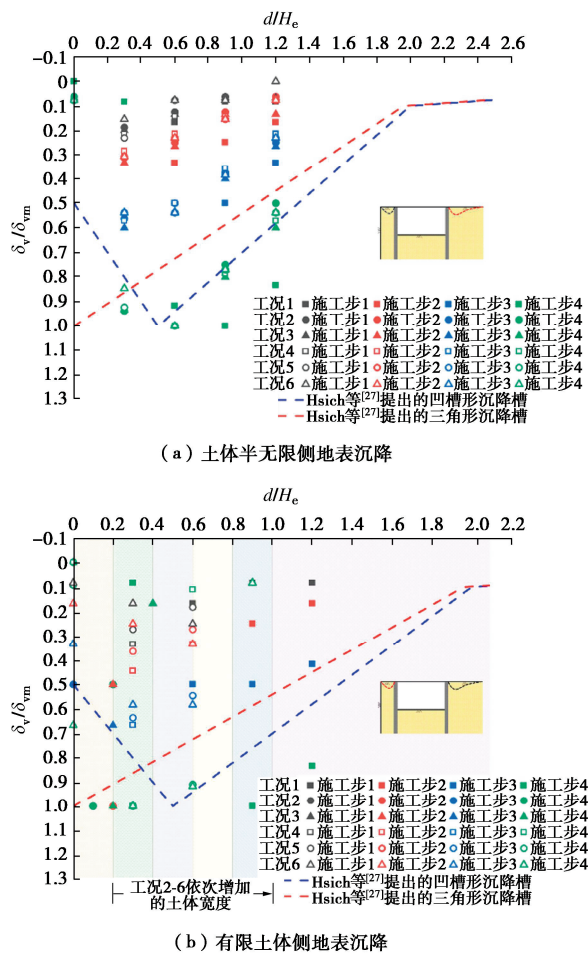 d/He
-0.1 0 0.2 0.4 0.6 0.8 1.0 1.2 1.4 1.6 1.8 2.0 2.2 2.4 2.6
0
0.1
0.2
0.3
0.4
0.5
0.6
0.7
0.8
0.9
1.0
1.1
1.2
1.3
δv/δvm
工况1 施工步1 施工步2 施工步3 施工步4
工况2 施工步1 施工步2 施工步3 施工步4
工况3 施工步1 施工步2 施工步3 施工步4
工况4 施工步1 施工步2 施工步3 施工步4
工况5 施工步1 施工步2 施工步3 施工步4
工况6 施工步1 施工步2 施工步3 施工步4
Hsich等[27]提出的凹槽形沉降槽
Hsich等[27]提出的三角形沉降槽
(a)土体半无限侧地表沉降
d/He
-0.1 0 0.2 0.4 0.6 0.8 1.0 1.2 1.4 1.6 1.8 2.0 2.2
0
0.1
0.2
0.3
0.4
0.5
0.6
0.7
0.8
0.9
1.0
1.1
1.2
1.3
δv/δvm
工况1 施工步1 施工步2 施工步3 施工步4
工况2 施工步1 施工步2 施工步3 施工步4
工况3 施工步1 施工步2 施工步3 施工步4
工况4 施工步1 施工步2 施工步3 施工步4
工况5 施工步1 施工步2 施工步3 施工步4
工况6 施工步1 施工步2 施工步3 施工步4
Hsich等[27]提出的凹槽形沉降槽
Hsich等[27]提出的三角形沉降槽
工况2-6依次增加
的土体宽度
(b)有限土体侧地表沉降